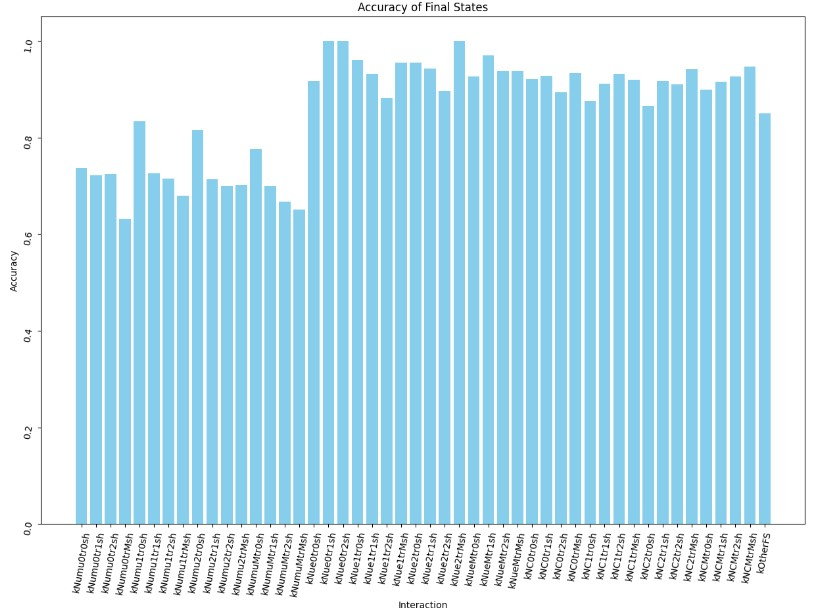 Accuracy of Final States
1.0
0.8
0.6
0.4
0.2
0.0
Accuracy
kNumu0tr0sh
kNumu0tr1sh
kNumu0tr2sh
kNumu0trMsh
kNumu1tr0sh
kNumu1tr1sh
kNumu1tr2sh
kNumu1trMsh
kNumu2tr0sh
kNumu2tr1sh
kNumu2tr2sh
kNumu2trMsh
kNumuMtr0sh
kNumuMtr1sh
kNumuMtr2sh
kNumuMtrMsh
kNue0tr0sh
kNue0tr1sh
kNue0tr2sh
kNue1tr0sh
kNue1tr1sh
kNue1tr2sh
kNue1trMsh
kNue2tr0sh
kNue2tr1sh
kNue2tr2sh
kNue2trMsh
kNueMtr0sh
kNueMtr1sh
kNueMtr2sh
kNueMtrMsh
kNC0tr0sh
kNC0tr1sh
kNC0tr2sh
kNC0trMsh
kNC1tr0sh
kNC1tr1sh
kNC1tr2sh
kNC1trMsh
kNC2tr0sh
kNC2tr1sh
kNC2tr2sh
kNC2trMsh
kNCMtr0sh
kNCMtr1sh
kNCMtr2sh
kNCMtrMsh
kOtherFS
Interaction